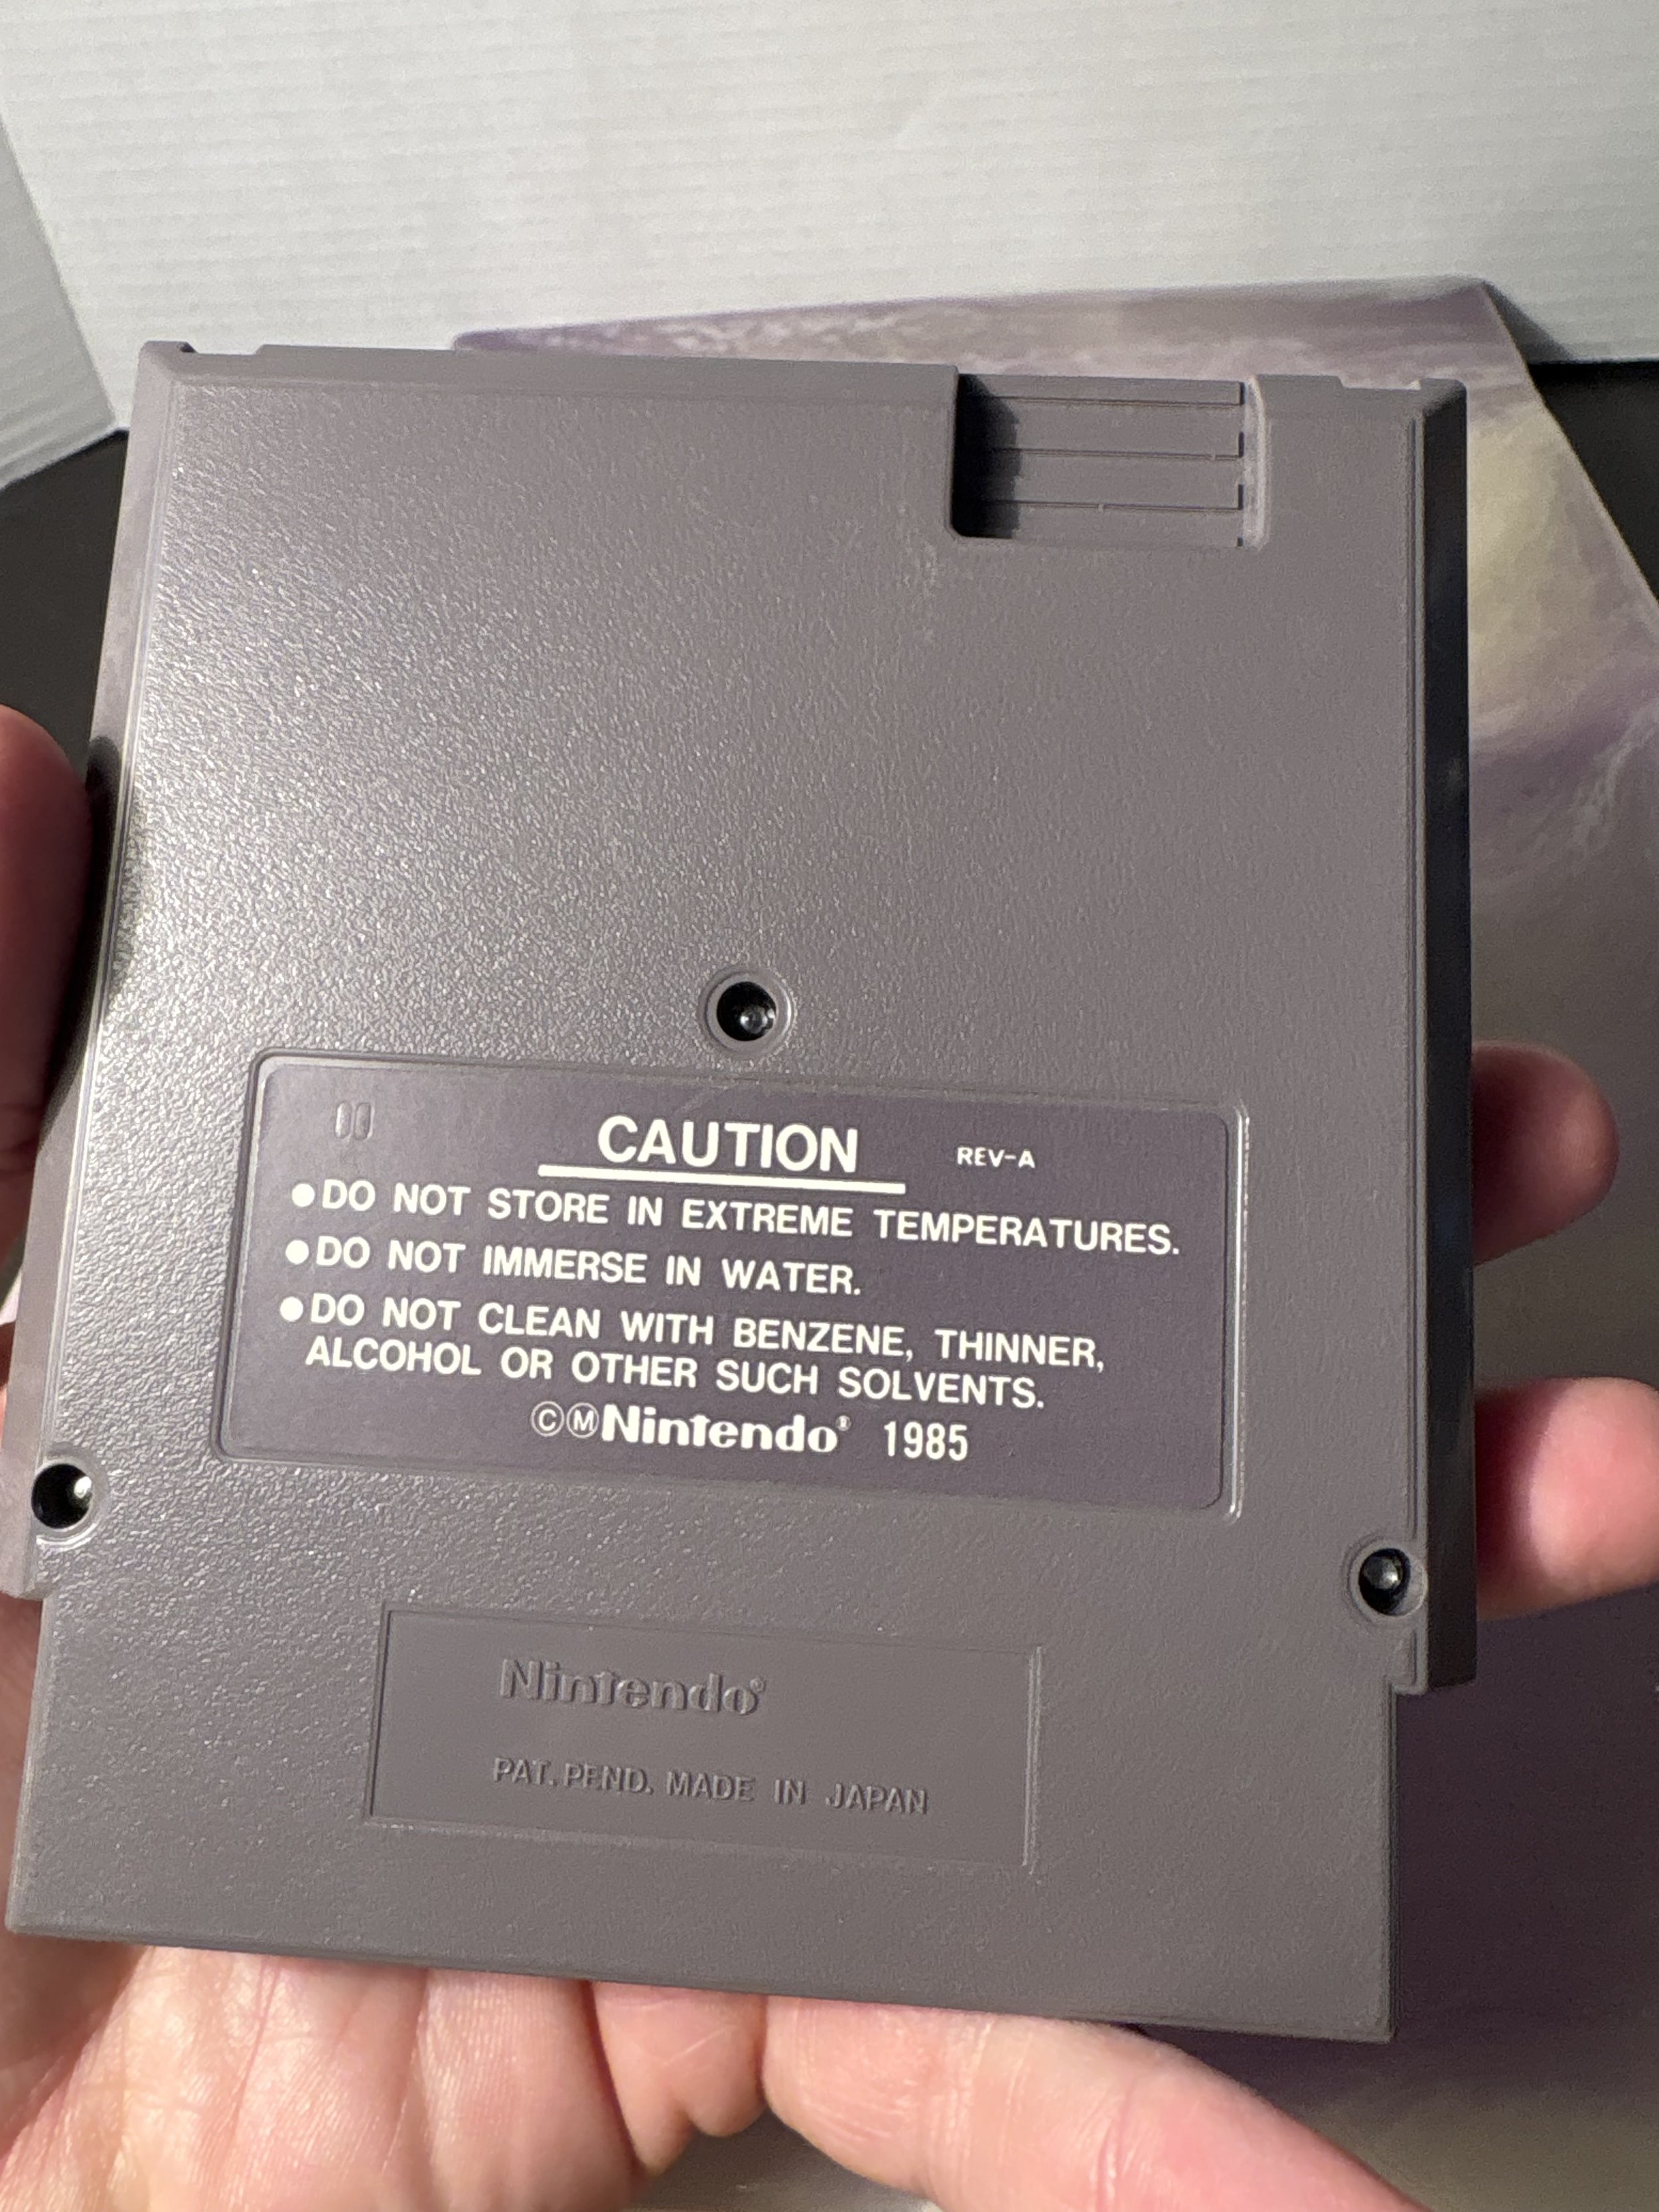 00
CAUTION REV-A
●DO NOT STORE IN EXTREME TEMPERATURES.
●DO NOT IMMERSE IN WATER.
●DO NOT CLEAN WITH BENZENE, THINNER,
ALCOHOL OR OTHER SUCH SOLVENTS.
©ⓂNintendo® 1985
Nintendo®
PAT. PEND. MADE IN JAPAN